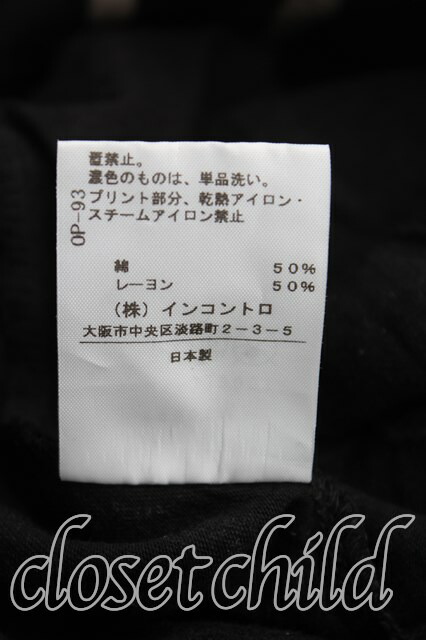 置禁止。
濃色のものは、単品洗い。
プリント部分、乾熱アイロン・
スチームアイロン禁止
OP-93
綿 50%
レーヨン 50%
(株)インコントロ
大阪市中央区淡路町2-3-5
日本製
closet child